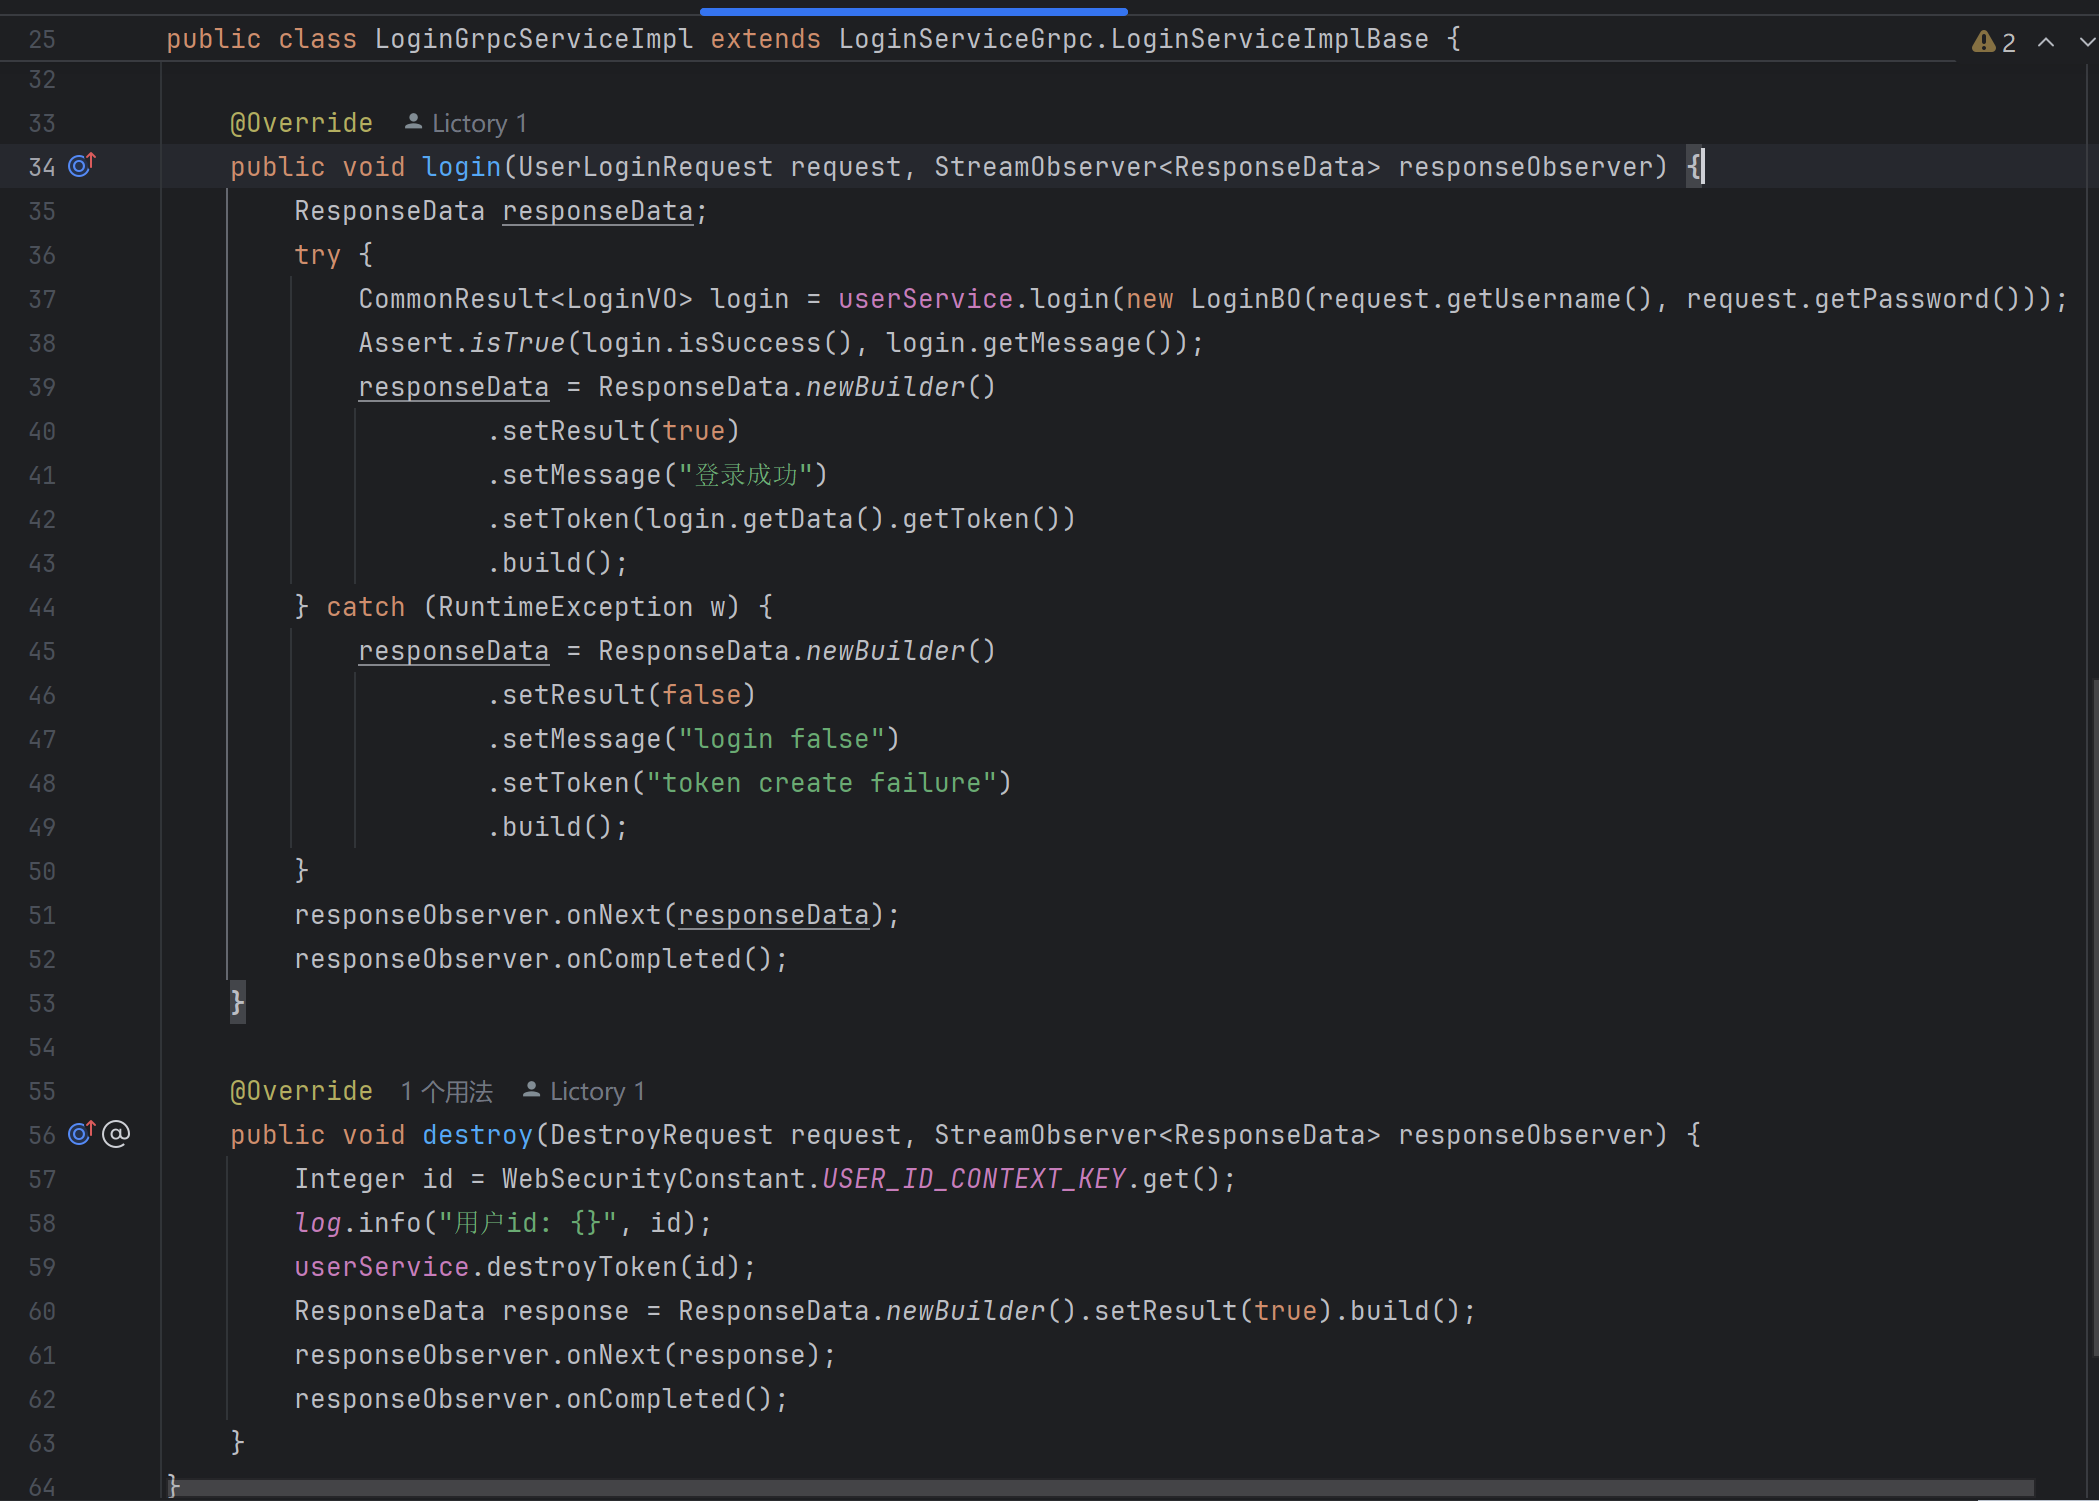 25 public class LoginGrpcServiceImpl extends LoginServiceGrpc.LoginServiceImplBase {
2
32
33 @Override Lictory 1
34 public void login(UserLoginRequest request, StreamObserver<ResponseData> responseObserver) {
35 ResponseData responseData;
36 try {
37 CommonResult<LoginVO> login = userService.login(new LoginBO(request.getUsername(), request.getPassword()));
38 Assert.isTrue(login.isSuccess(), login.getMessage());
39 responseData = ResponseData.newBuilder()
40 .setResult(true)
41 .setMessage("登录成功")
42 .setToken(login.getData().getToken())
43 .build();
44 } catch (RuntimeException w) {
45 responseData = ResponseData.newBuilder()
46 .setResult(false)
47 .setMessage("login false")
48 .setToken("token create failure")
49 .build();
50 }
51 responseObserver.onNext(responseData);
52 responseObserver.onCompleted();
53 }
54
55 @Override 1 个用法 Lictory 1
56 @ public void destroy(DestroyRequest request, StreamObserver<ResponseData> responseObserver) {
57 Integer id = WebSecurityConstant.USER_ID_CONTEXT_KEY.get();
58 log.info("用户id: {}", id);
59 userService.destroyToken(id);
60 ResponseData response = ResponseData.newBuilder().setResult(true).build();
61 responseObserver.onNext(response);
62 responseObserver.onCompleted();
63 }
64 }